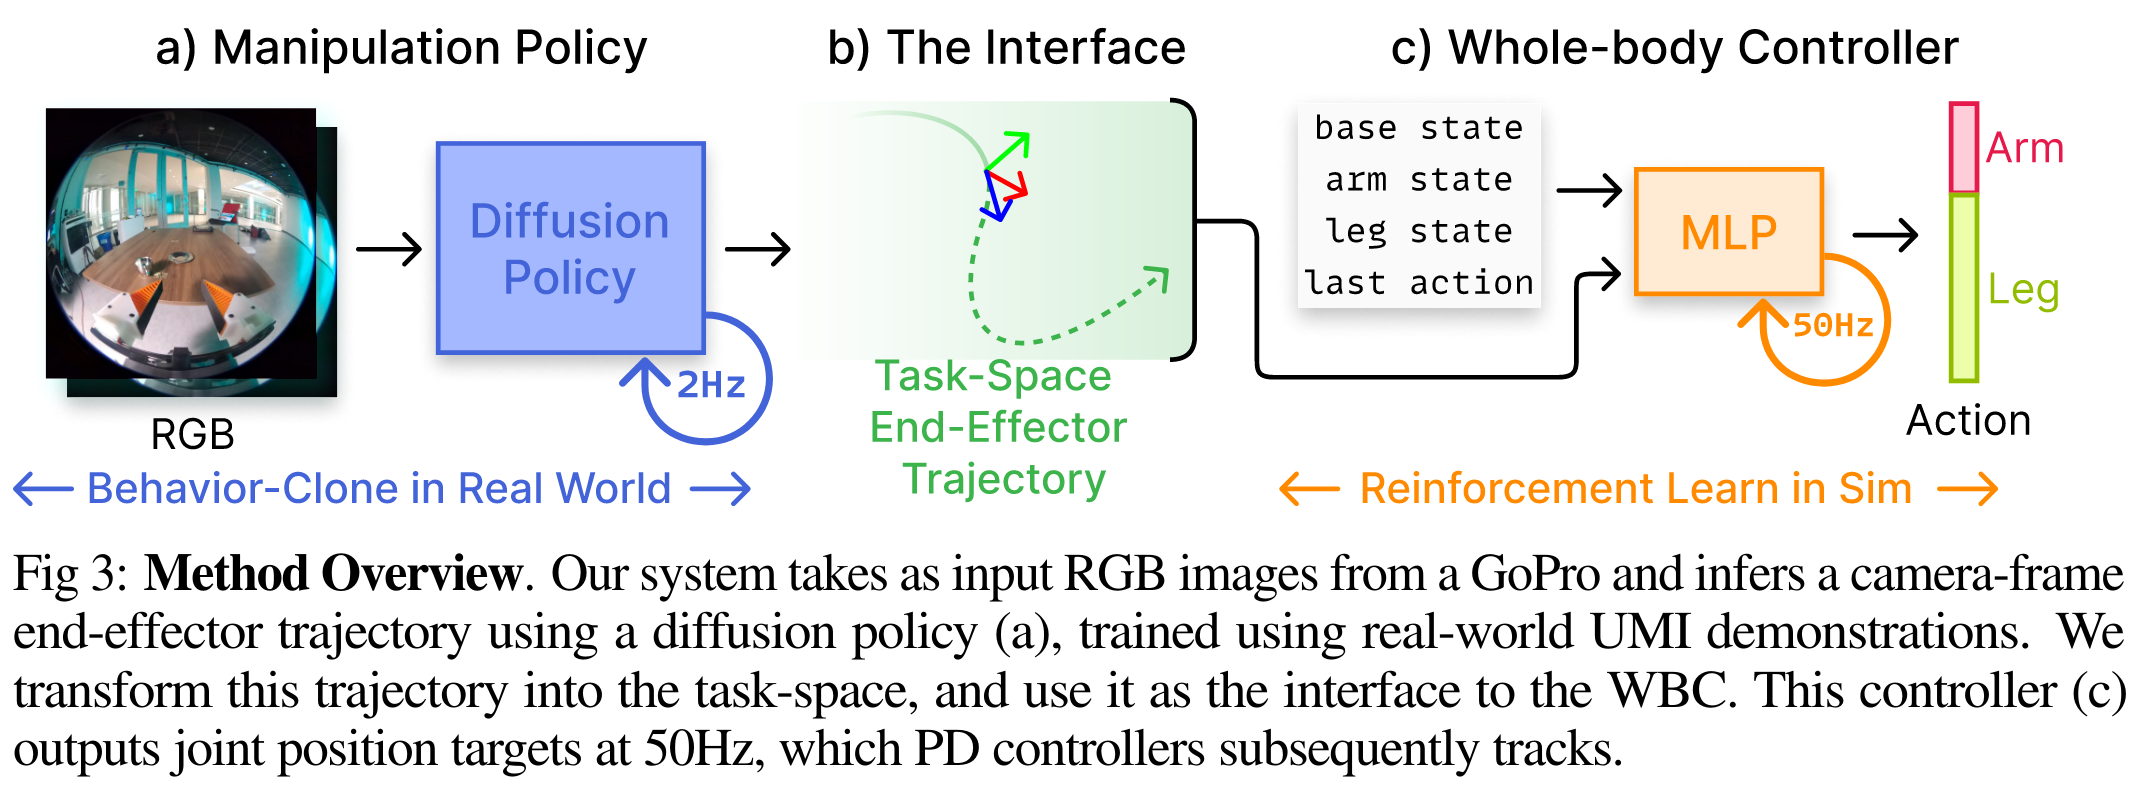 a) Manipulation Policy
b) The Interface
c) Whole-body Controller
Diffusion
Policy
2Hz
RGB
Behavior-Clone in Real World
Task-Space
End-Effector
Trajectory
base state
arm state
leg state
last action
MLP
50Hz
Arm
Leg
Action
Reinforcement Learn in Sim
Fig 3: Method Overview. Our system takes as input RGB images from a GoPro and infers a camera-frame
end-effector trajectory using a diffusion policy (a), trained using real-world UMI demonstrations. We
transform this trajectory into the task-space, and use it as the interface to the WBC. This controller (c)
outputs joint position targets at 50Hz, which PD controllers subsequently tracks.